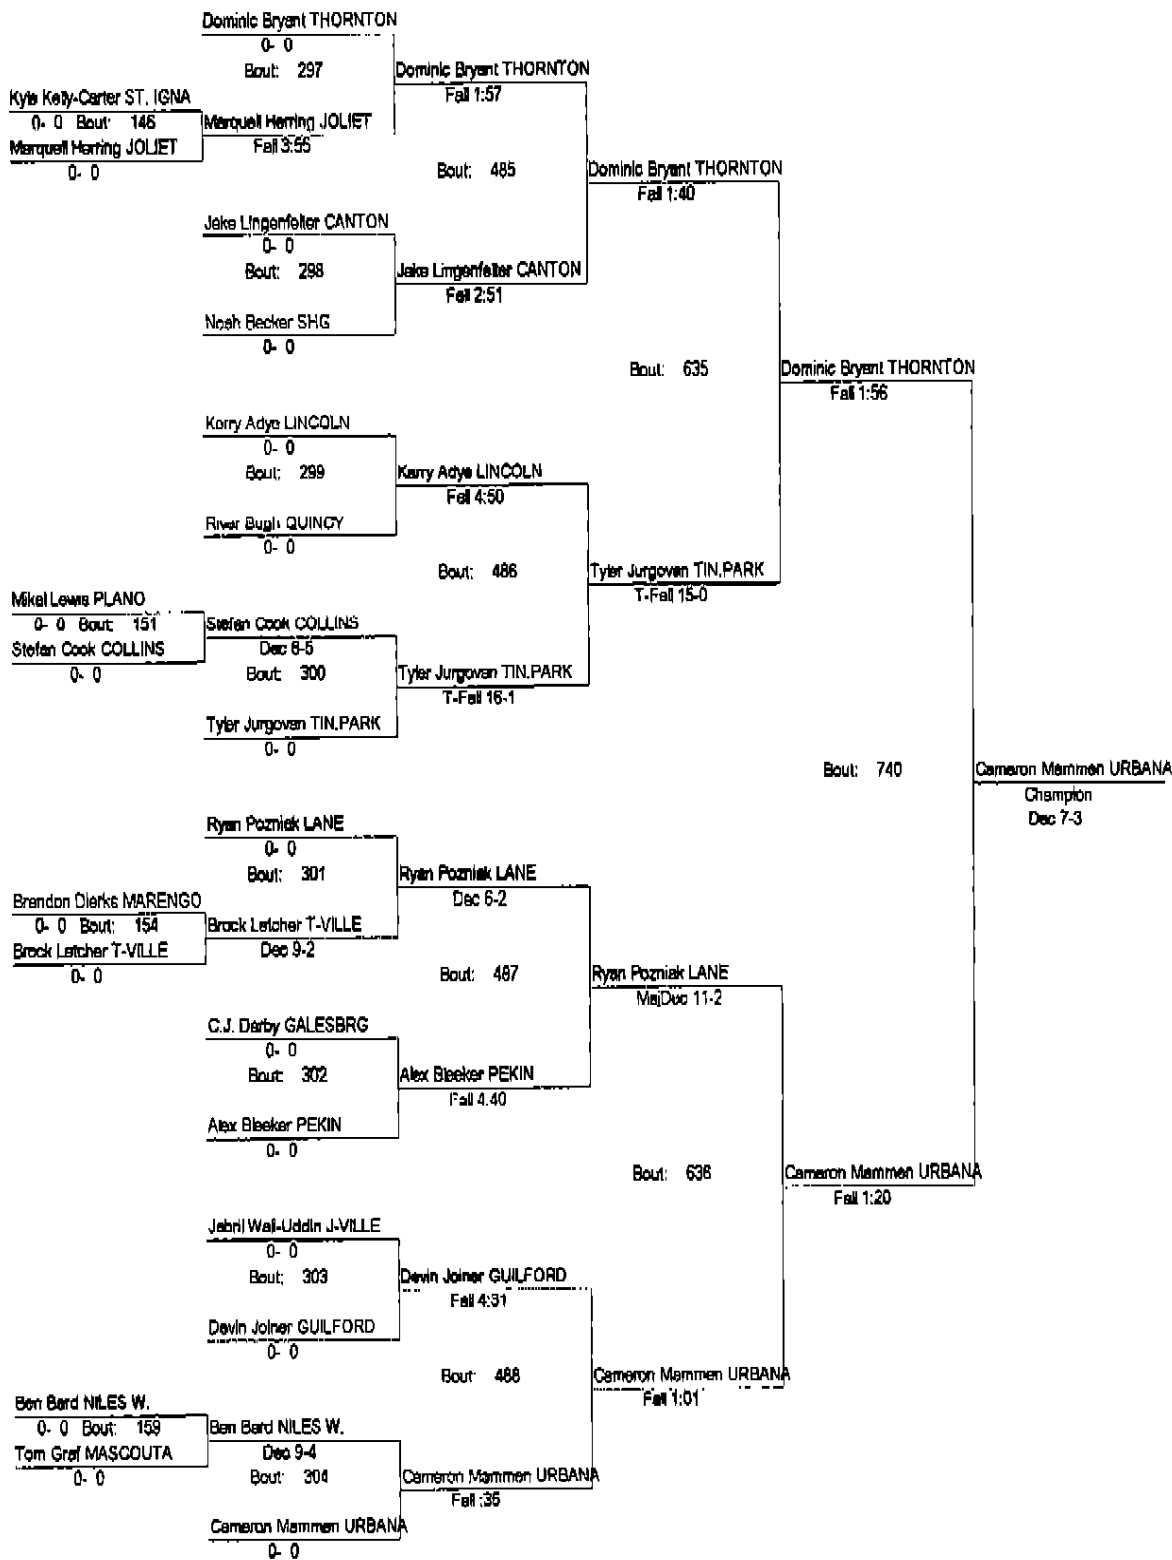 Dominic Bryant THORNTON
0- 0
Bout: 297
Dominic Bryant THORNTON
Fall 1:57
Kyle Kelly-Carter ST. IGNA
0- 0 Bout: 146
Marquell Herring JOLIET
0- 0
Marquell Herring JOLIET
Fall 3:55
Bout: 485
Dominic Bryant THORNTON
Fall 1:40
Jake Lingenfelter CANTON
0- 0
Bout: 298
Jake Lingenfelter CANTON
Fall 2:51
Noah Becker SHG
0- 0
Bout: 635
Dominic Bryant THORNTON
Fall 1:56
Kerry Adye LINCOLN
0- 0
Bout: 299
Kerry Adye LINCOLN
Fall 4:50
River Bugh QUINCY
0- 0
Bout: 486
Tyler Jurgovan TIN.PARK
T-Fall 15-0
Mikal Lewis PLANO
0- 0 Bout: 151
Stefan Cook COLLINS
0- 0
Stefan Cook COLLINS
Dec 6-5
Bout: 300
Tyler Jurgovan TIN.PARK
T-Fall 16-1
Tyler Jurgovan TIN.PARK
0- 0
Bout: 740
Cameron Mammen URBANA
Champion
Dec 7-3
Ryan Pozniak LANE
0- 0
Bout: 301
Ryan Pozniak LANE
Dec 6-2
Brandon Dierks MARENGO
0- 0 Bout: 154
Brock Letcher T-VILLE
0- 0
Brock Letcher T-VILLE
Dec 9-2
Bout: 487
Ryan Pozniak LANE
MajDec 11-2
C.J. Darby GALESBRG
0- 0
Bout: 302
Alex Bleeker PEKIN
Fall 4:40
Alex Bleeker PEKIN
0- 0
Bout: 636
Cameron Mammen URBANA
Fall 1:20
Jabril Wali-Uddin J-VILLE
0- 0
Bout: 303
Devin Joiner GUILFORD
Fall 4:31
Devin Joiner GUILFORD
0- 0
Bout: 488
Cameron Mammen URBANA
Fall 1:01
Ben Bard NILES W.
0- 0 Bout: 159
Tom Graf MASCOUTA
0- 0
Ben Bard NILES W.
Dec 9-4
Bout: 304
Cameron Mammen URBANA
Fall :35
Cameron Mammen URBANA
0- 0